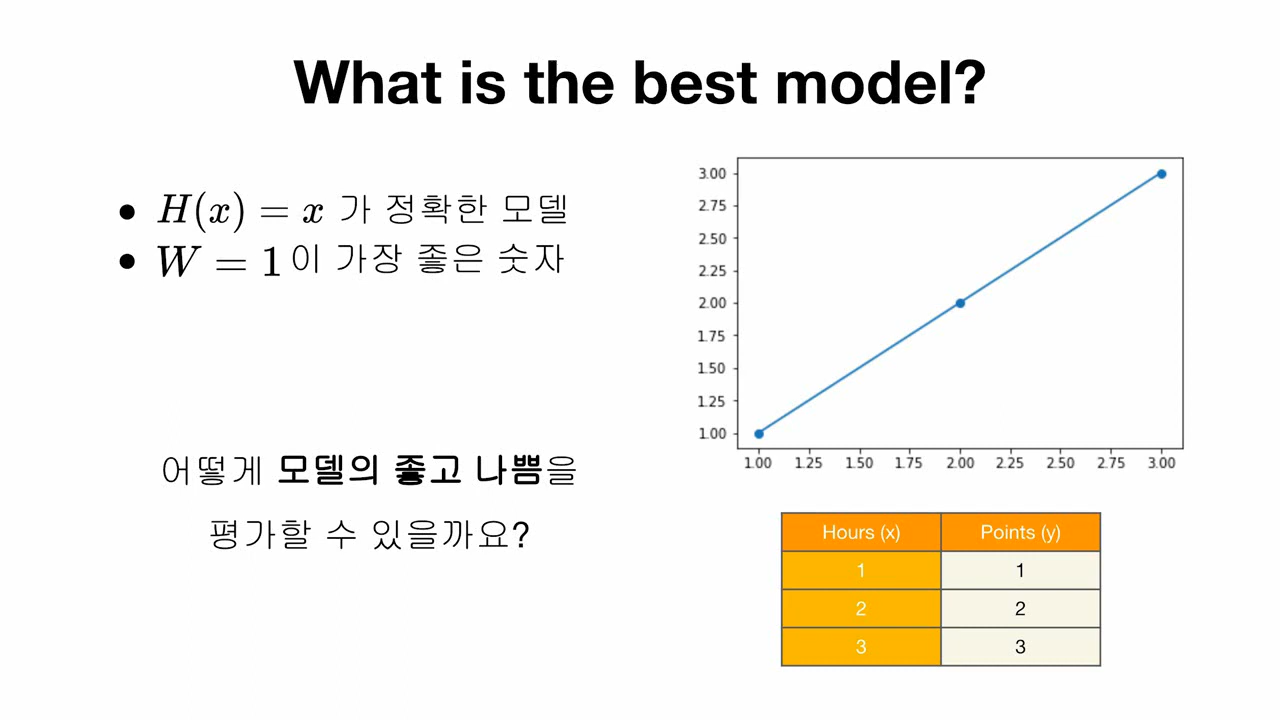 What is the best model?
• H(x) = x 가 정확한 모델
• W = 1이 가장 좋은 숫자
어떻게 모델의 좋고 나쁨을
평가할 수 있을까요?
3.00
2.75
2.50
2.25
2.00
1.75
1.50
1.25
1.00
1.00 1.25 1.50 1.75 2.00 2.25 2.50 2.75 3.00
Hours (x) Points (y)
1 1
2 2
3 3